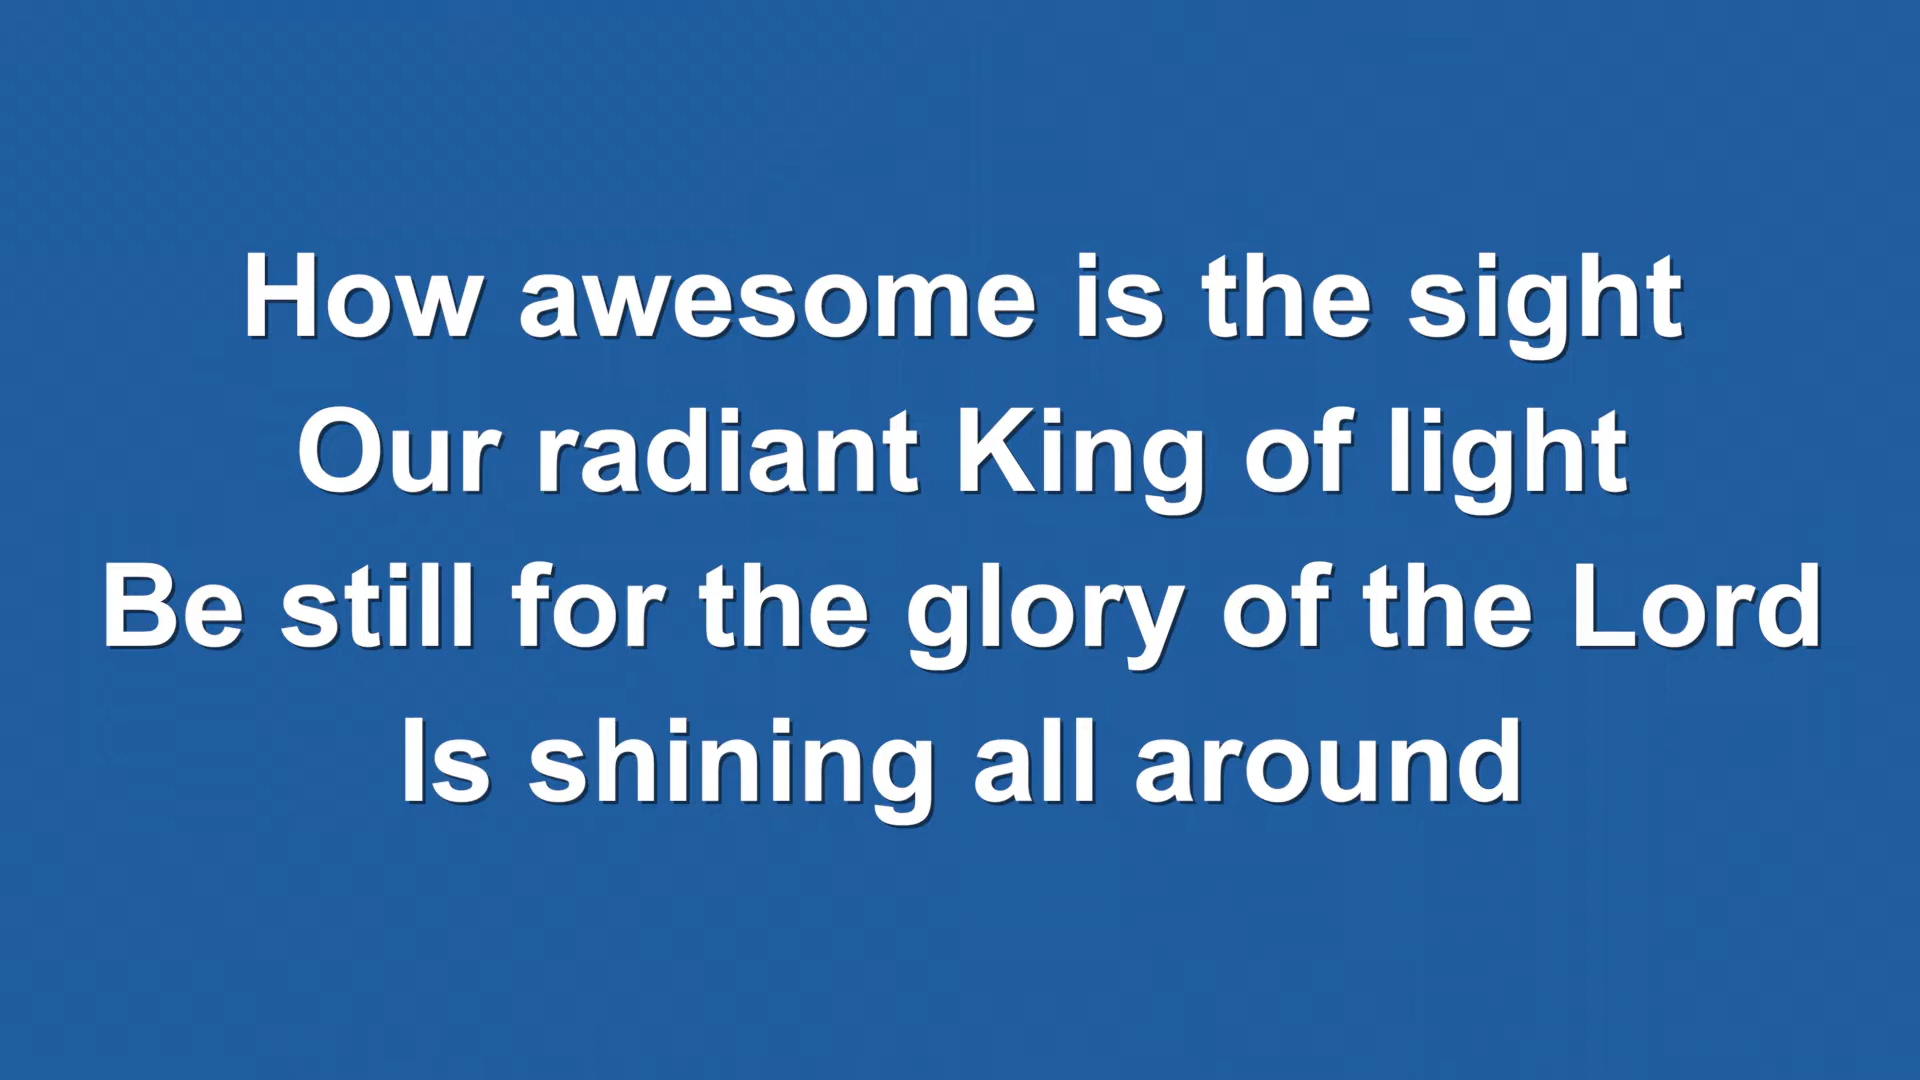 How awesome is the sight
Our radiant King of light
Be still for the glory of the Lord
Is shining all around